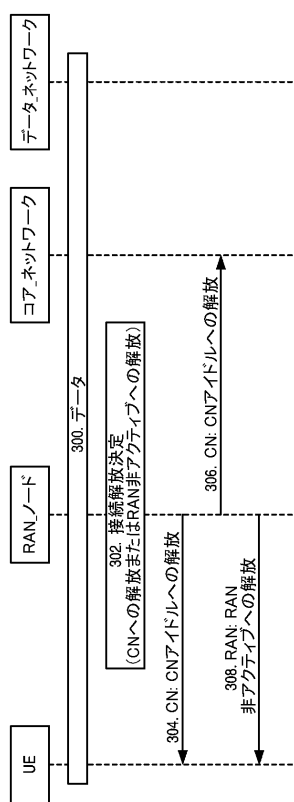 UE
RAN_ノード
コア_ネットワーク
データ_ネットワーク
300. データ
302. 接続解放決定
(CNへの解放またはRAN非アクティブへの解放)
304. CN: CNアイドルへの解放
306. CN: CNアイドルへの解放
308. RAN: RAN
非アクティブへの解放